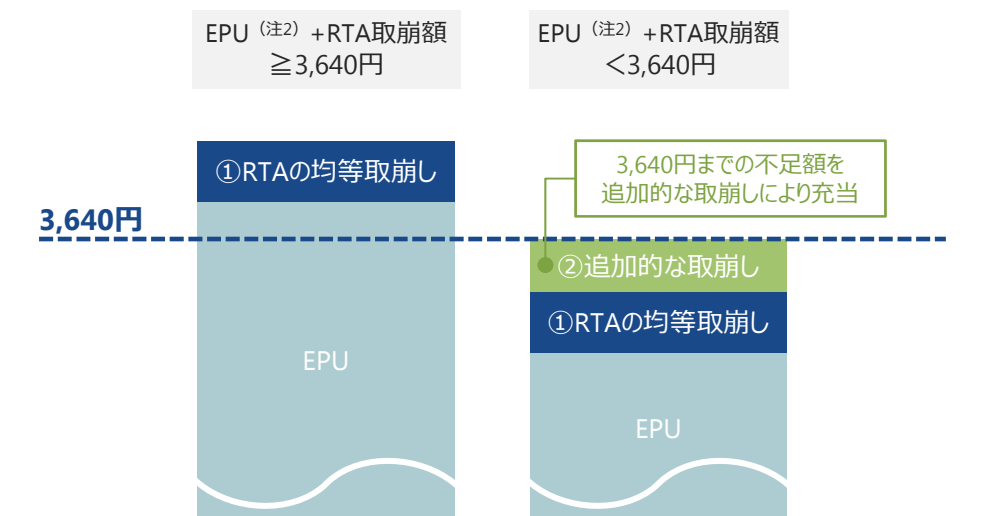 EPU（注2）+RTA取崩額
≧3,640円
EPU（注2）+RTA取崩額
＜3,640円
①RTAの均等取崩し
3,640円までの不足額を
追加的な取崩しにより充当
3,640円
②追加的な取崩し
①RTAの均等取崩し
EPU
EPU